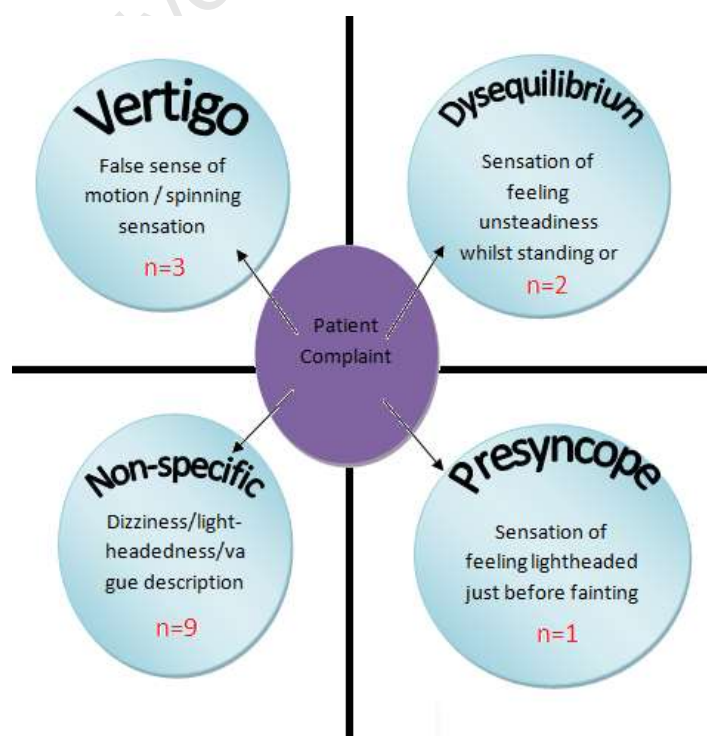 Vertigo
False sense of
motion / spinning
sensation
n=3
Dysequilibrium
Sensation of
feeling
unsteadiness
whilst standing or
n=2
Patient
Complaint
Non-specific
Dizziness/light-
headedness/va
gue description
n=9
Presyncope
Sensation of
feeling lightheaded
just before fainting
n=1